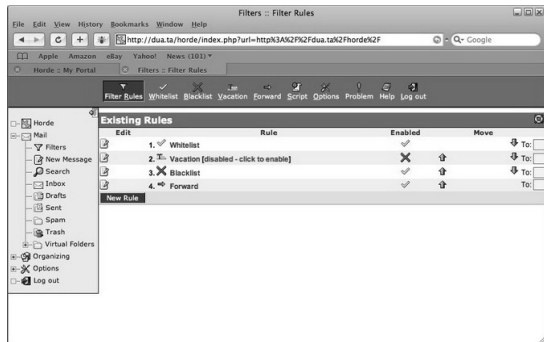 Filters :: Filter Rules
File Edit View History Bookmarks Window Help
http://dua.ta/horde/index.php?url=http%3A%2F%2Fdua.ta%2Fhorde%2F
Q- Google
Apple Amazon eBay Yahoo! News (101)
Horde :: My Portal Filters :: Filter Rules
Filter Rules Whitelist Blacklist Vacation Forward Script Options Problem Help Log out
Horde
Mail
Filters
New Message
Search
Inbox
Drafts
Sent
Spam
Trash
Virtual Folders
Organizing
Options
Log out
Existing Rules
Edit Rule Enabled Move
1. Whitelist To:
2. Vacation [disabled - click to enable] To:
3. Blacklist To:
4. Forward To:
New Rule